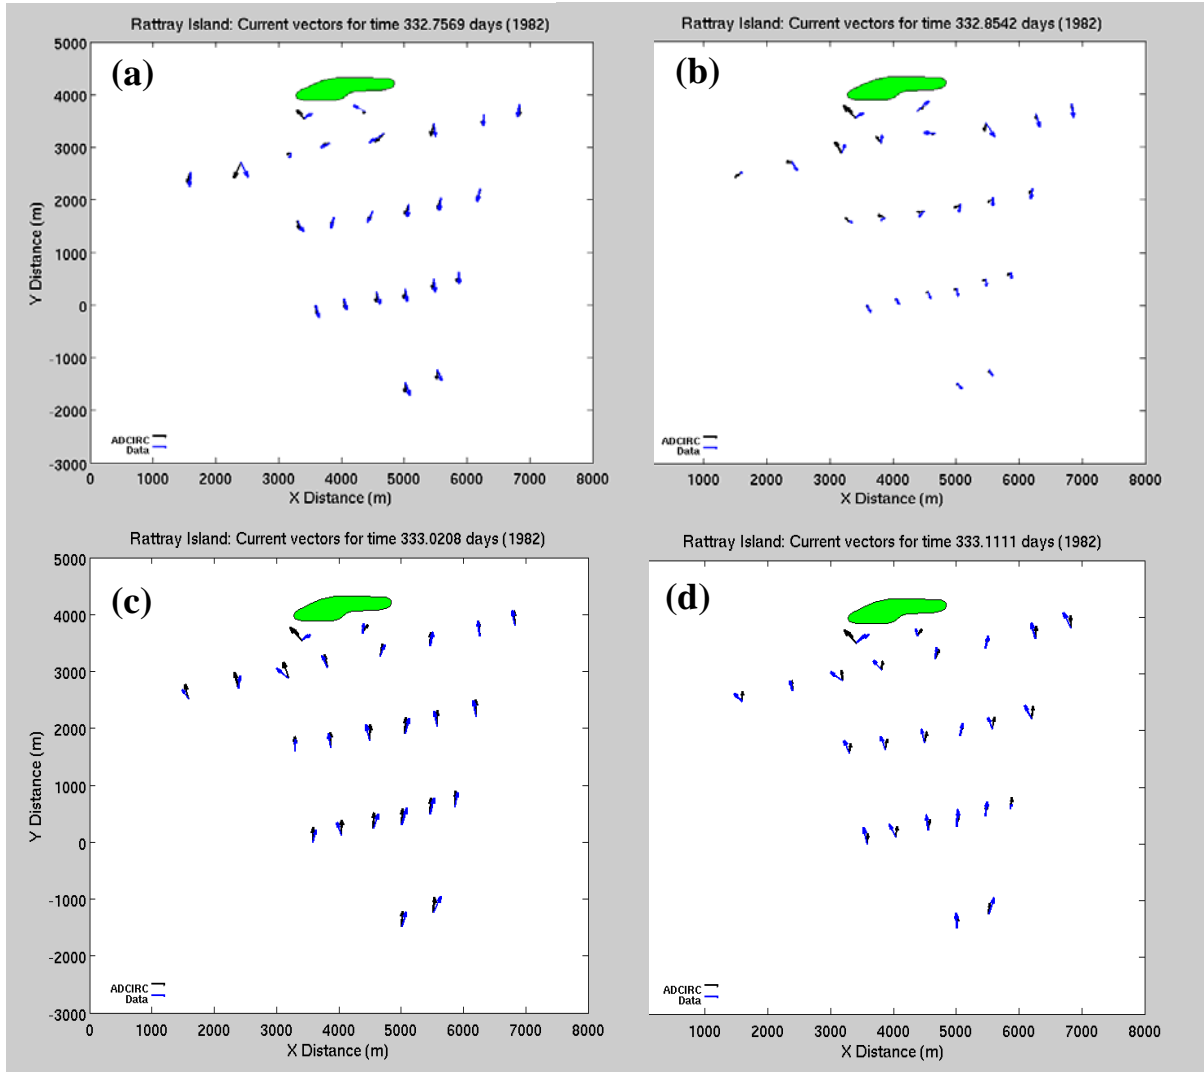 Rattray Island: Current vectors for time 332.7569 days (1982)
(a)
5000
4000
3000
2000
1000
0
-1000
-2000
-3000
Y Distance (m)
ADCIRC
Data
0 1000 2000 3000 4000 5000 6000 7000 8000
X Distance (m)
Rattray Island: Current vectors for time 332.8542 days (1982)
(b)
ADCIRC
Data
1000 2000 3000 4000 5000 6000 7000 8000
X Distance (m)
Rattray Island: Current vectors for time 333.0208 days (1982)
(c)
5000
4000
3000
2000
1000
0
-1000
-2000
-3000
Y Distance (m)
ADCIRC
Data
0 1000 2000 3000 4000 5000 6000 7000 8000
X Distance (m)
Rattray Island: Current vectors for time 333.1111 days (1982)
(d)
ADCIRC
Data
1000 2000 3000 4000 5000 6000 7000 8000
X Distance (m)